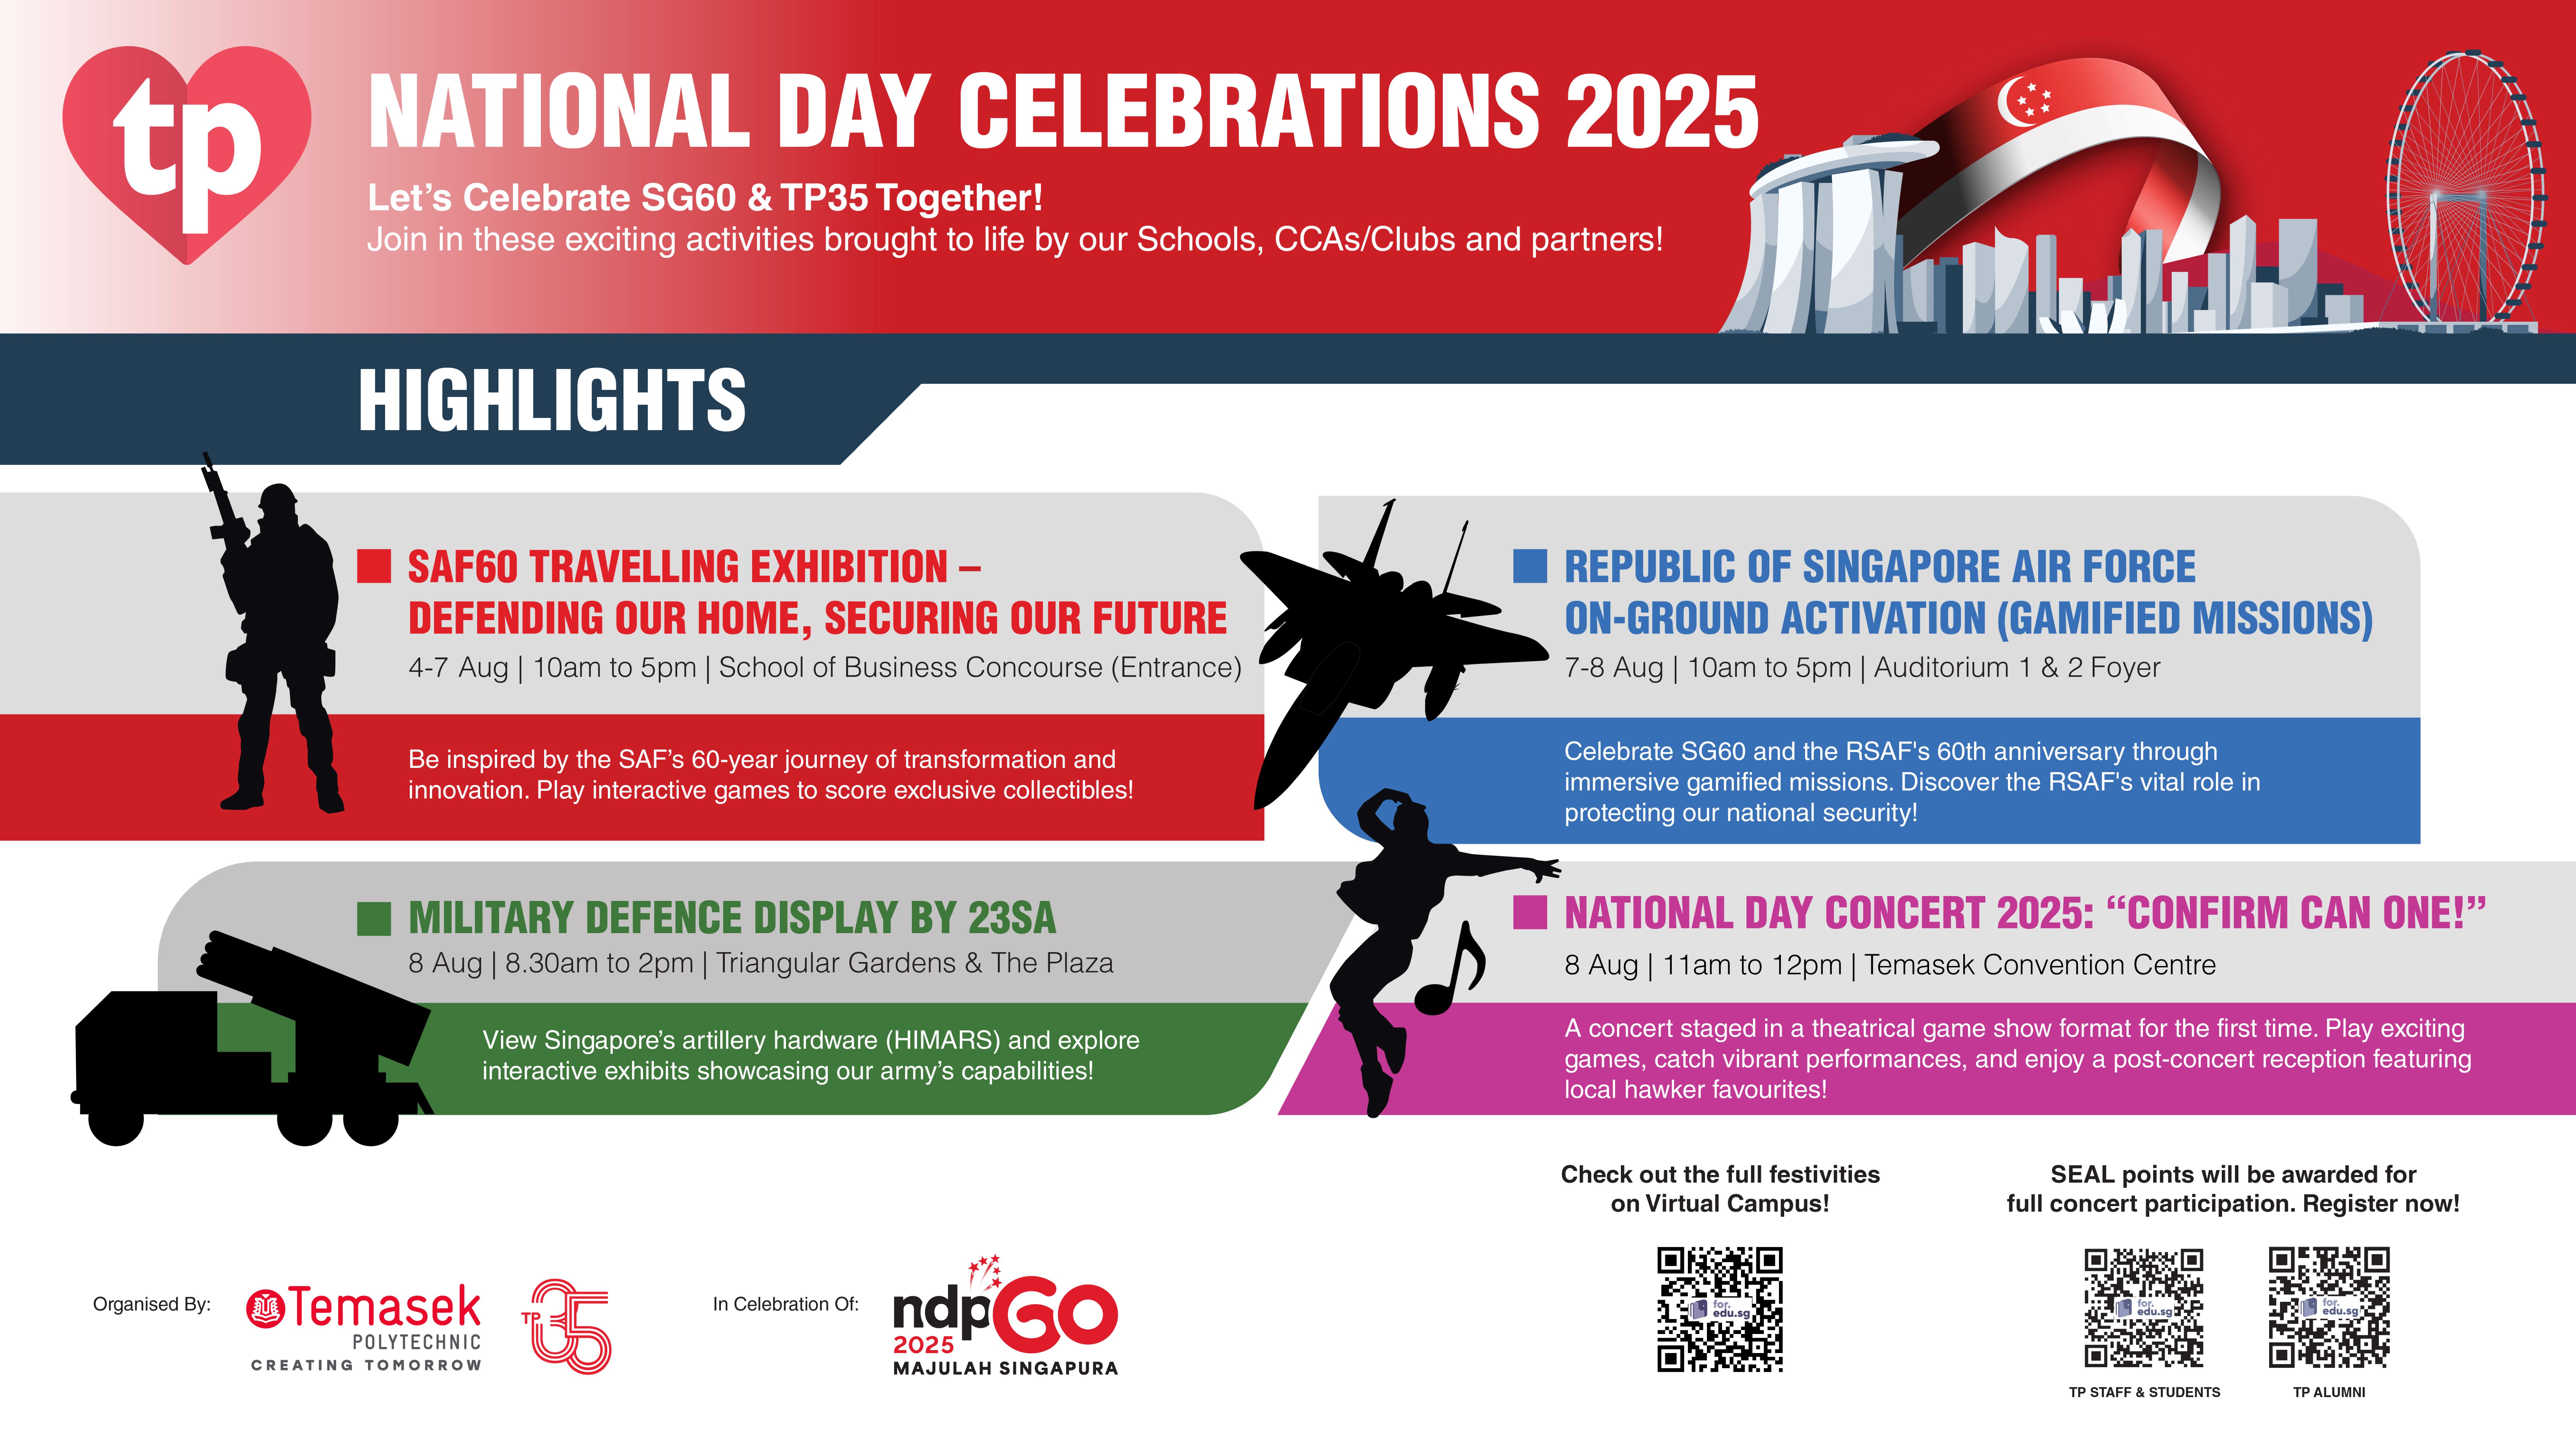 tp
NATIONAL DAY CELEBRATIONS 2025
Let's Celebrate SG60 & TP35 Together!
Join in these exciting activities brought to life by our Schools, CCAs/Clubs and partners!
HIGHLIGHTS
SAF60 TRAVELLING EXHIBITION –
DEFENDING OUR HOME, SECURING OUR FUTURE
4-7 Aug | 10am to 5pm | School of Business Concourse (Entrance)
Be inspired by the SAF's 60-year journey of transformation and
innovation. Play interactive games to score exclusive collectibles!
REPUBLIC OF SINGAPORE AIR FORCE
ON-GROUND ACTIVATION (GAMIFIED MISSIONS)
7-8 Aug | 10am to 5pm | Auditorium 1 & 2 Foyer
Celebrate SG60 and the RSAF's 60th anniversary through
immersive gamified missions. Discover the RSAF's vital role in
protecting our national security!
MILITARY DEFENCE DISPLAY BY 23SA
8 Aug | 8.30am to 2pm | Triangular Gardens & The Plaza
View Singapore's artillery hardware (HIMARS) and explore
interactive exhibits showcasing our army's capabilities!
NATIONAL DAY CONCERT 2025: “CONFIRM CAN ONE!”
8 Aug | 11am to 12pm | Temasek Convention Centre
A concert staged in a theatrical game show format for the first time. Play exciting
games, catch vibrant performances, and enjoy a post-concert reception featuring
local hawker favourites!
Check out the full festivities
on Virtual Campus!
for.
edu.sg
SEAL points will be awarded for
full concert participation. Register now!
for.
edu.sg
for.
edu.sg
TP STAFF & STUDENTS
TP ALUMNI
Organised By:
Temasek
POLYTECHNIC
CREATING TOMORROW
TP 35
In Celebration Of:
ndp 60
2025
MAJULAH SINGAPURA